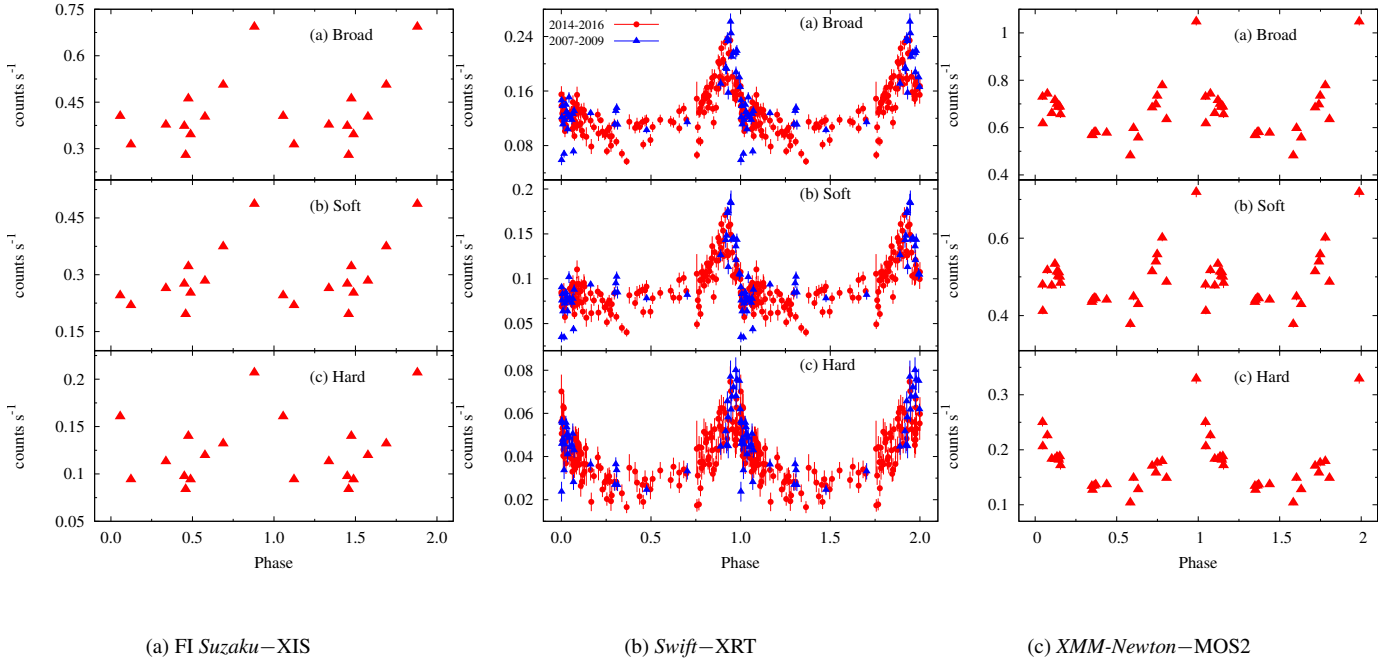 0.75
0.6
0.45
0.3
counts s⁻¹
(a) Broad
0.45
0.3
0.15
counts s⁻¹
(b) Soft
0.2
0.15
0.1
0.05
counts s⁻¹
(c) Hard
0.0 0.5 1.0 1.5 2.0
Phase
0.24
0.16
0.08
counts s⁻¹
2014-2016
2007-2009
(a) Broad
0.2
0.15
0.1
0.05
counts s⁻¹
(b) Soft
0.08
0.06
0.04
0.02
counts s⁻¹
(c) Hard
0.0 0.5 1.0 1.5 2.0
Phase
1
0.8
0.6
0.4
counts s⁻¹
(a) Broad
0.6
0.4
counts s⁻¹
(b) Soft
0.3
0.2
0.1
counts s⁻¹
(c) Hard
0 0.5 1 1.5 2
Phase
(a) FI Suzaku−XIS
(b) Swift−XRT
(c) XMM-Newton−MOS2